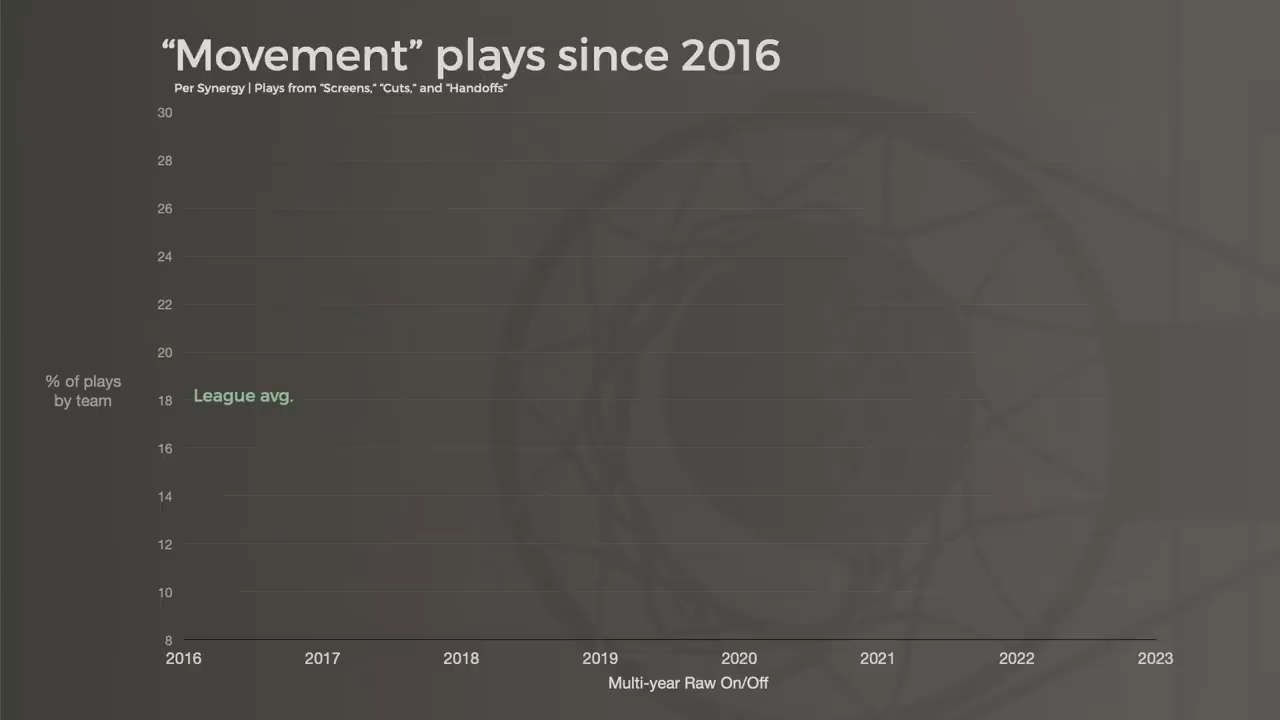 “Movement” plays since 2016
Per Synergy | Plays from “Screens,” “Cuts,” and “Handoffs”
30
28
26
24
22
20
% of plays
by team
18
League avg.
16
14
12
10
8
2016 2017 2018 2019 2020 2021 2022 2023
Multi-year Raw On/Off